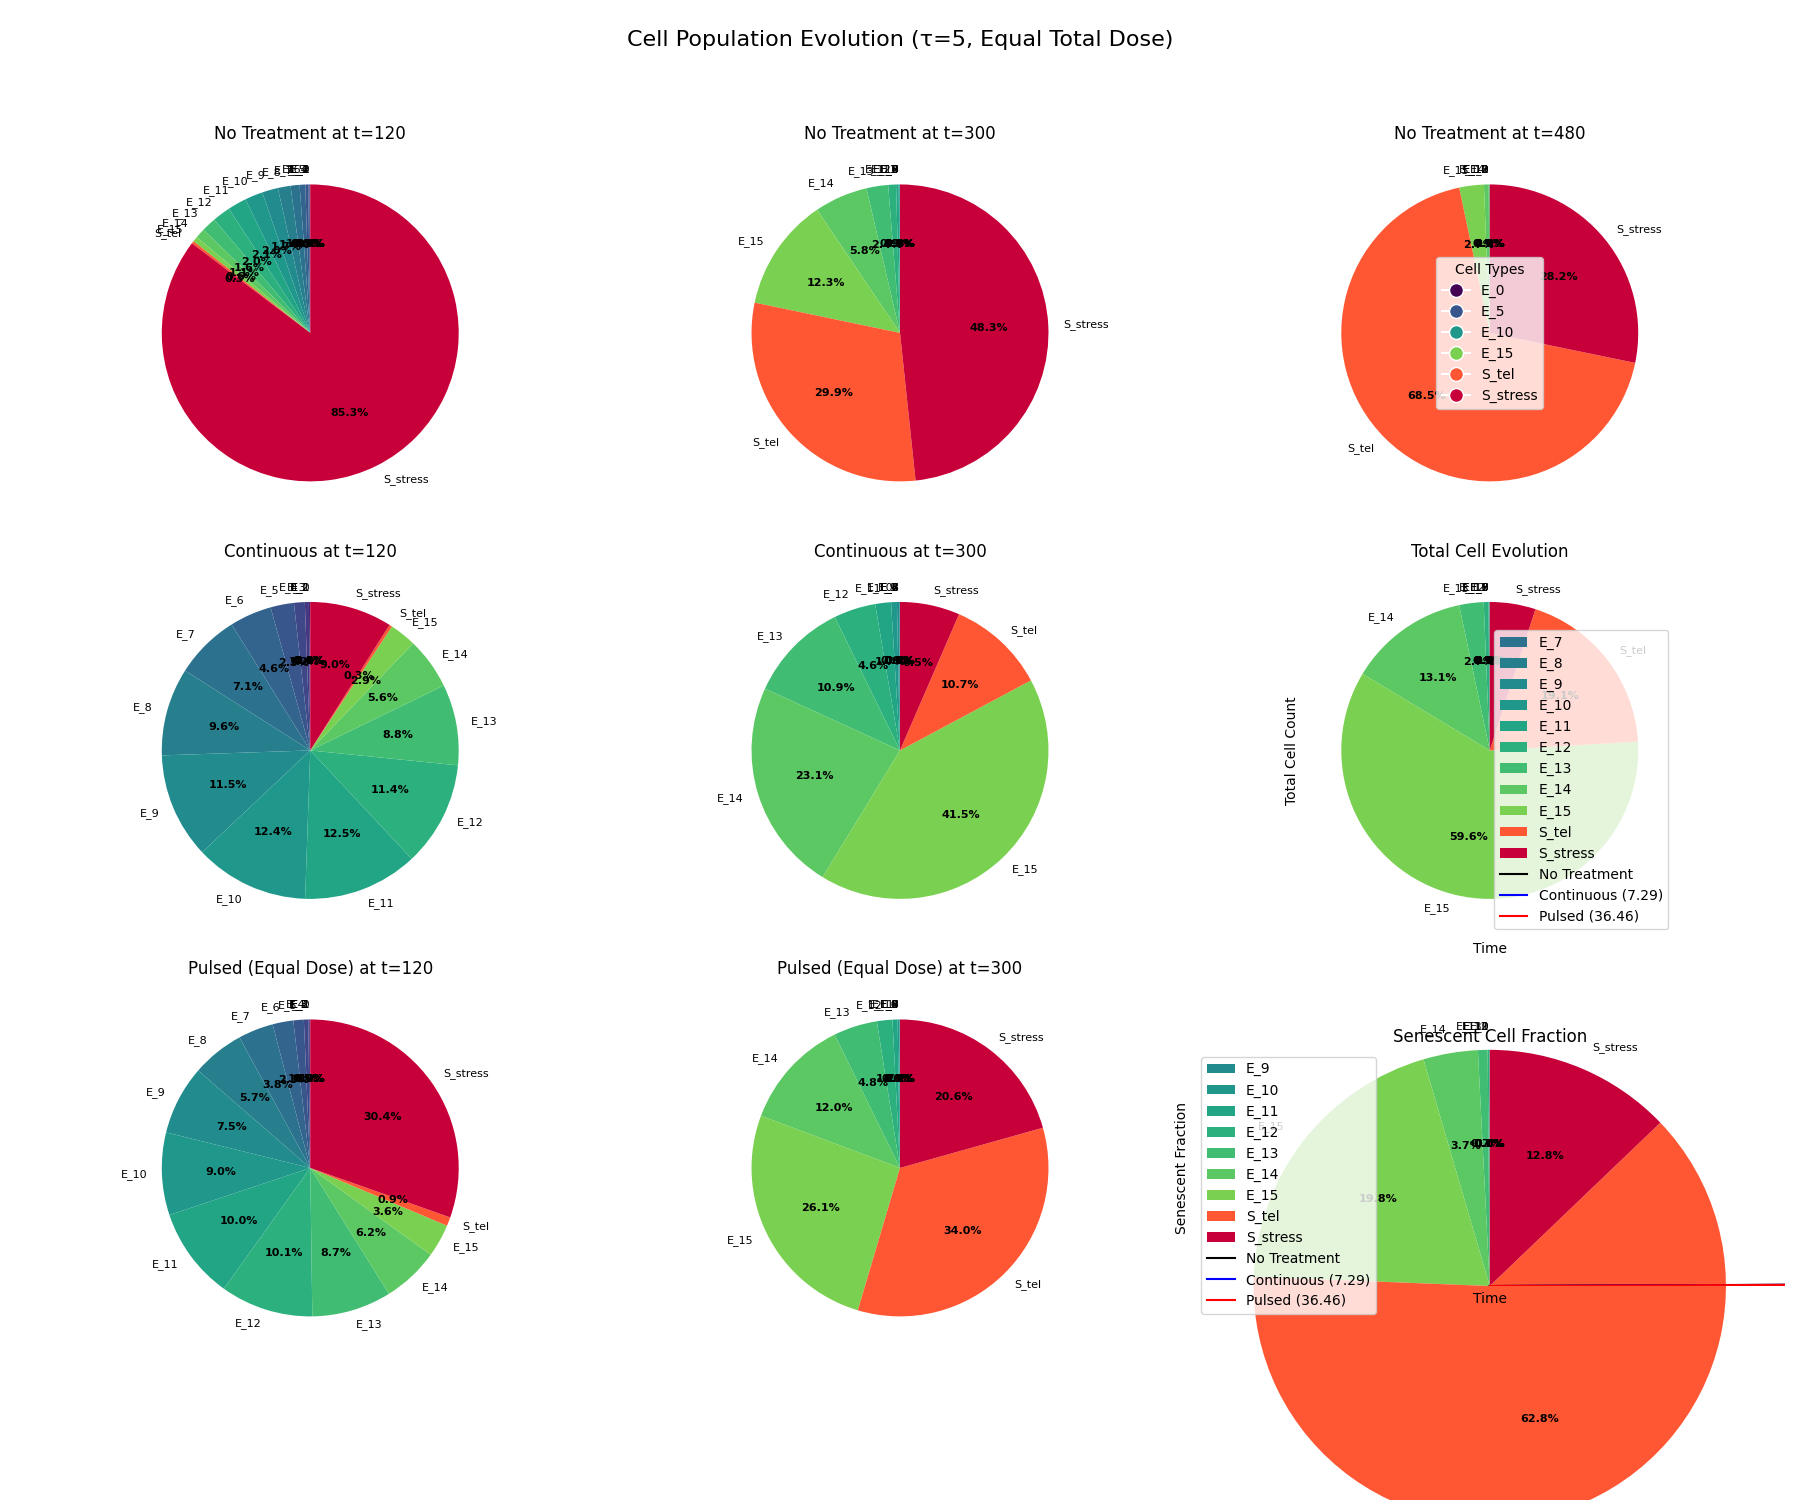 Cell Population Evolution (τ=5, Equal Total Dose)
No Treatment at t=120
E_10
E_11
E_12
E_13
E_14
S_tel
85.3%
S_stress
No Treatment at t=300
E_14
E_15
5.8%
12.3%
48.3%
S_stress
29.9%
S_tel
No Treatment at t=480
S_stress
28.2%
68.5%
S_tel
Cell Types
E_0
E_5
E_10
E_15
S_tel
S_stress
Continuous at t=120
E_5
E_6
E_7
E_8
E_9
E_10
E_11
E_12
E_13
E_14
E_15
S_tel
S_stress
4.6%
7.1%
9.6%
11.5%
12.4%
12.5%
11.4%
8.8%
5.6%
2.9%
0.3%
9.0%
Continuous at t=300
E_12
E_13
E_14
E_15
S_tel
S_stress
4.6%
10.9%
23.1%
41.5%
10.7%
Total Cell Evolution
E_14
S_stress
S_tel
13.1%
19.1%
59.6%
E_15
Total Cell Count
Time
E_7
E_8
E_9
E_10
E_11
E_12
E_13
E_14
E_15
S_tel
S_stress
No Treatment
Continuous (7.29)
Pulsed (36.46)
Pulsed (Equal Dose) at t=120
E_6
E_7
E_8
E_9
E_10
E_11
E_12
E_13
E_14
E_15
S_tel
S_stress
3.8%
5.7%
7.5%
9.0%
10.0%
10.1%
8.7%
6.2%
3.6%
0.9%
30.4%
Pulsed (Equal Dose) at t=300
E_13
E_14
E_15
S_tel
S_stress
4.8%
12.0%
26.1%
34.0%
20.6%
Senescent Cell Fraction
E_14
S_stress
E_15
3.7%
12.8%
19.8%
62.8%
Senescent Fraction
Time
E_9
E_10
E_11
E_12
E_13
E_14
E_15
S_tel
S_stress
No Treatment
Continuous (7.29)
Pulsed (36.46)